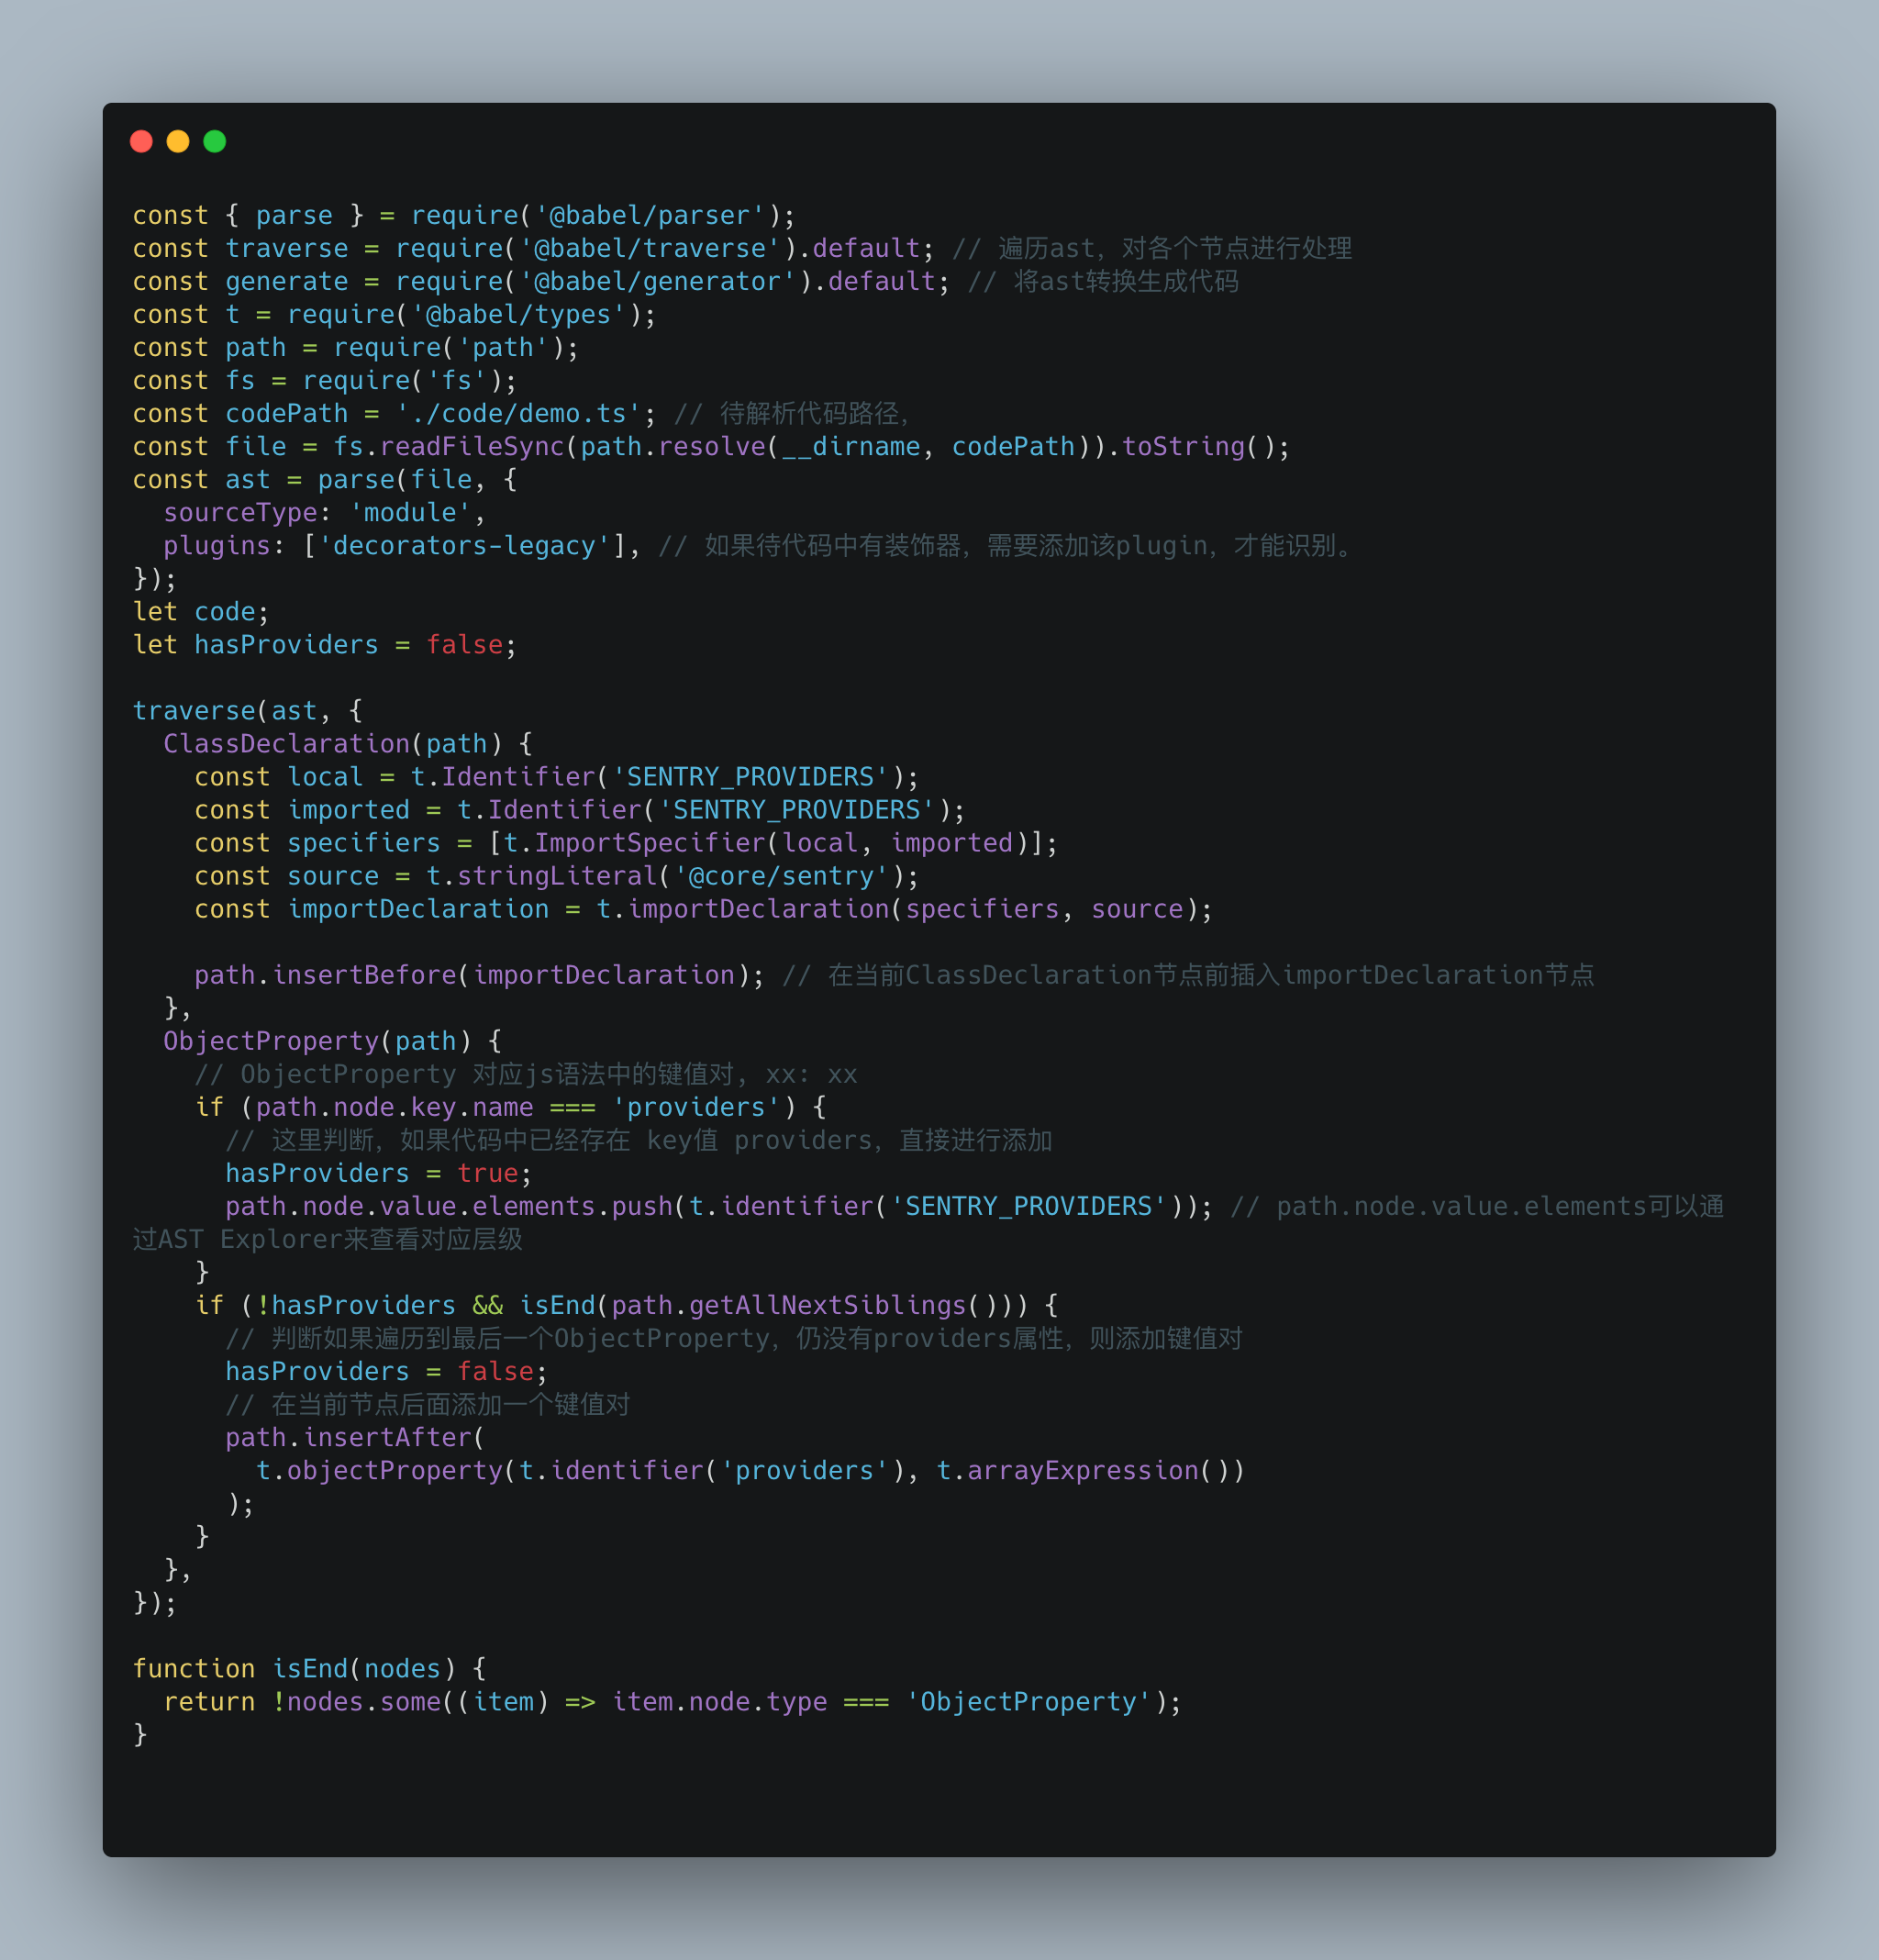 const { parse } = require('@babel/parser');
const traverse = require('@babel/traverse').default; // 遍历ast，对各个节点进行处理
const generate = require('@babel/generator').default; // 将ast转换生成代码
const t = require('@babel/types');
const path = require('path');
const fs = require('fs');
const codePath = './code/demo.ts'; // 待解析代码路径，
const file = fs.readFileSync(path.resolve(__dirname, codePath)).toString();
const ast = parse(file, {
  sourceType: 'module',
  plugins: ['decorators-legacy'], // 如果待代码中有装饰器，需要添加该plugin，才能识别。
});
let code;
let hasProviders = false;

traverse(ast, {
  ClassDeclaration(path) {
    const local = t.Identifier('SENTRY_PROVIDERS');
    const imported = t.Identifier('SENTRY_PROVIDERS');
    const specifiers = [t.ImportSpecifier(local, imported)];
    const source = t.stringLiteral('@core/sentry');
    const importDeclaration = t.importDeclaration(specifiers, source);

    path.insertBefore(importDeclaration); // 在当前ClassDeclaration节点前插入importDeclaration节点
  },
  ObjectProperty(path) {
    // ObjectProperty 对应js语法中的键值对，xx: xx
    if (path.node.key.name === 'providers') {
      // 这里判断，如果代码中已经存在 key值 providers，直接进行添加
      hasProviders = true;
      path.node.value.elements.push(t.identifier('SENTRY_PROVIDERS')); // path.node.value.elements可以通
过AST Explorer来查看对应层级
    }
    if (!hasProviders && isEnd(path.getAllNextSiblings())) {
      // 判断如果遍历到最后一个ObjectProperty，仍没有providers属性，则添加键值对
      hasProviders = false;
      // 在当前节点后面添加一个键值对
      path.insertAfter(
        t.objectProperty(t.identifier('providers'), t.arrayExpression())
      );
    }
  },
});

function isEnd(nodes) {
  return !nodes.some((item) => item.node.type === 'ObjectProperty');
}